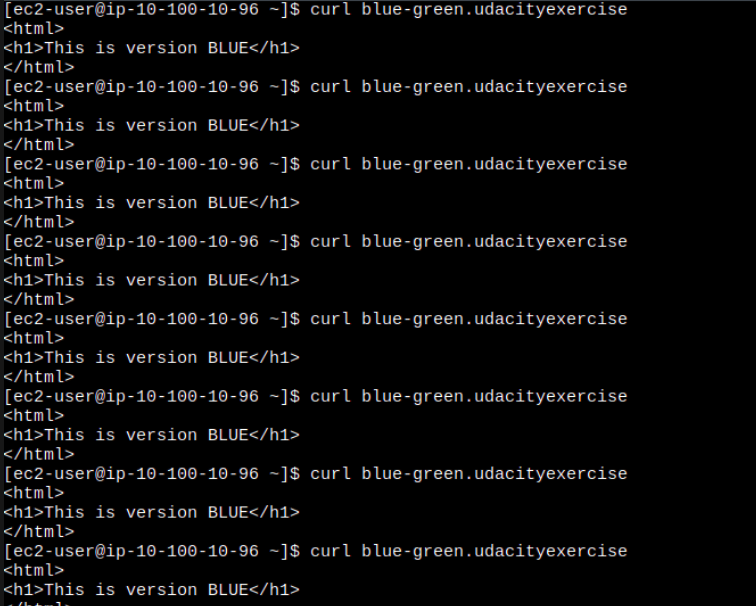 [ec2-user@ip-10-100-10-96 ~]$ curl blue-green.udacityexercise
<html>
<h1>This is version BLUE</h1>
</html>
[ec2-user@ip-10-100-10-96 ~]$ curl blue-green.udacityexercise
<html>
<h1>This is version BLUE</h1>
</html>
[ec2-user@ip-10-100-10-96 ~]$ curl blue-green.udacityexercise
<html>
<h1>This is version BLUE</h1>
</html>
[ec2-user@ip-10-100-10-96 ~]$ curl blue-green.udacityexercise
<html>
<h1>This is version BLUE</h1>
</html>
[ec2-user@ip-10-100-10-96 ~]$ curl blue-green.udacityexercise
<html>
<h1>This is version BLUE</h1>
</html>
[ec2-user@ip-10-100-10-96 ~]$ curl blue-green.udacityexercise
<html>
<h1>This is version BLUE</h1>
</html>
[ec2-user@ip-10-100-10-96 ~]$ curl blue-green.udacityexercise
<html>
<h1>This is version BLUE</h1>
</html>
[ec2-user@ip-10-100-10-96 ~]$ curl blue-green.udacityexercise
<html>
<h1>This is version BLUE</h1>